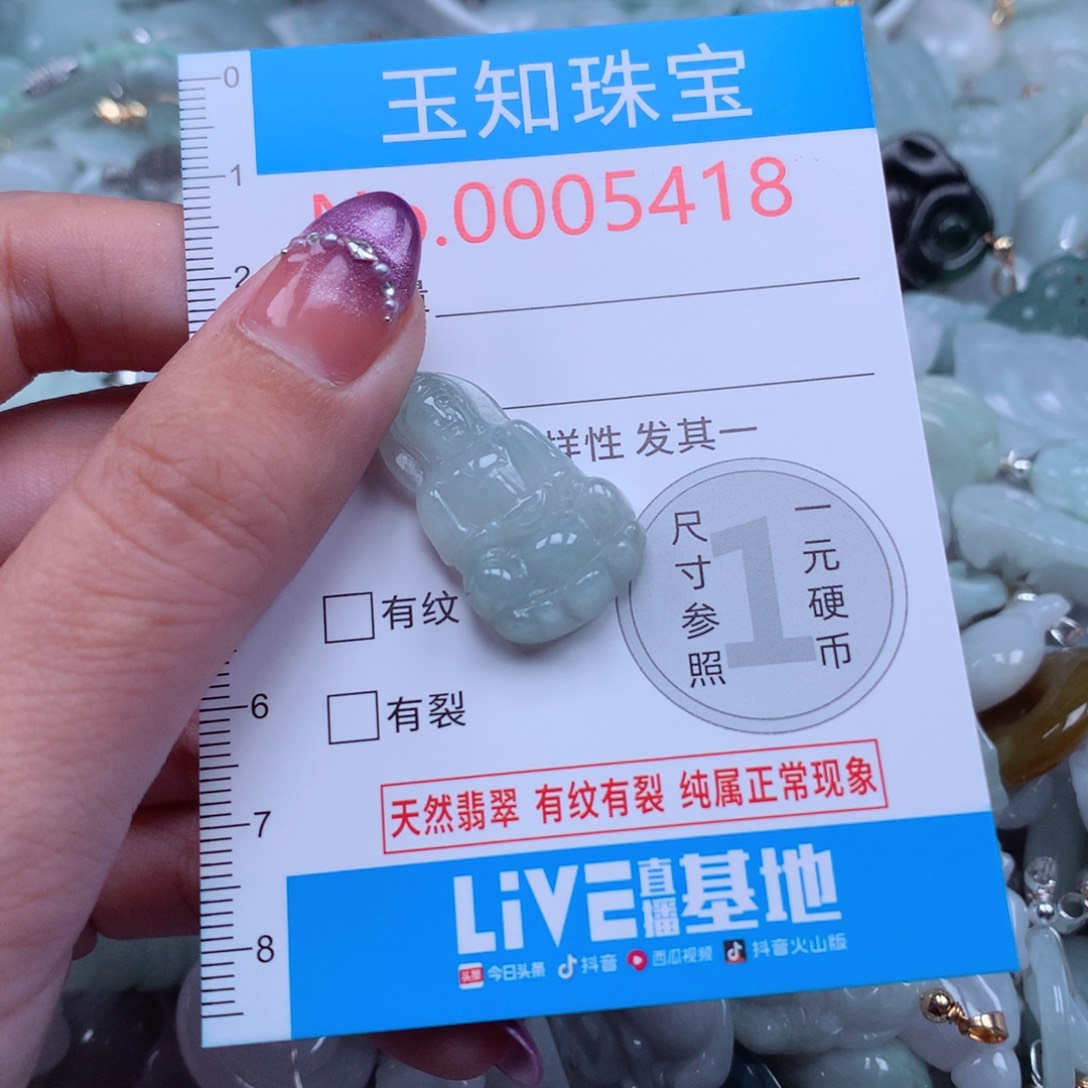 玉知珠宝
No.0005418
样性 发其一
尺寸参照
1
一元硬币
有纹
有裂
天然翡翠 有纹有裂 纯属正常现象
LiVE直播基地
今日头条 抖音 西瓜视频 抖音火山版
0
1
2
6
7
8